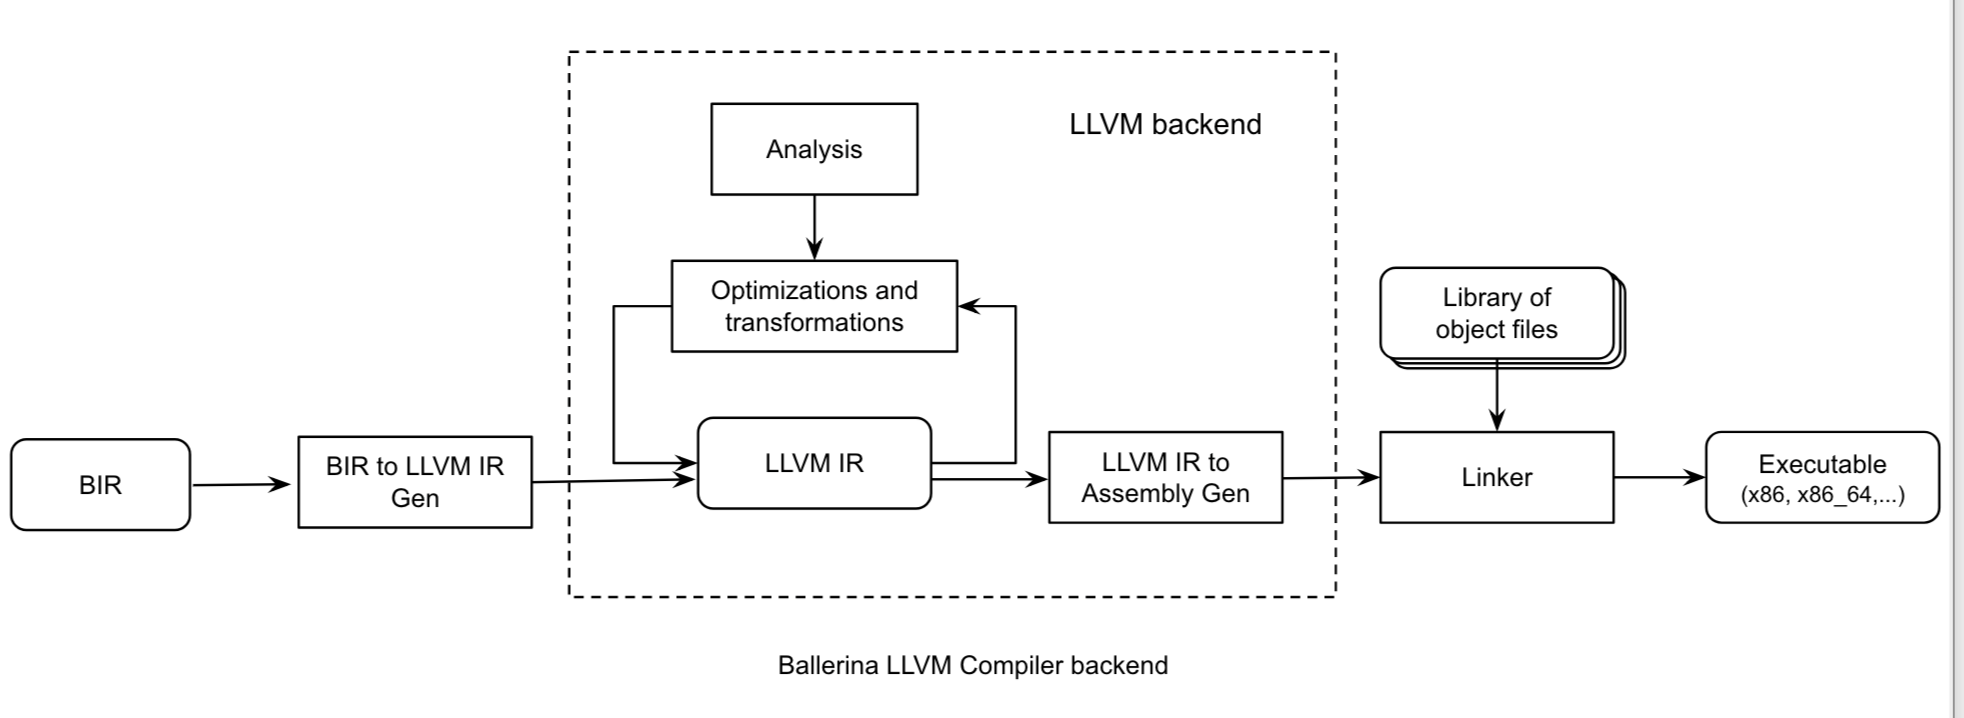 LLVM backend
Analysis
Optimizations and
transformations
Library of
object files
BIR
BIR to LLVM IR
Gen
LLVM IR
LLVM IR to
Assembly Gen
Linker
Executable
(x86, x86_64,...)
Ballerina LLVM Compiler backend